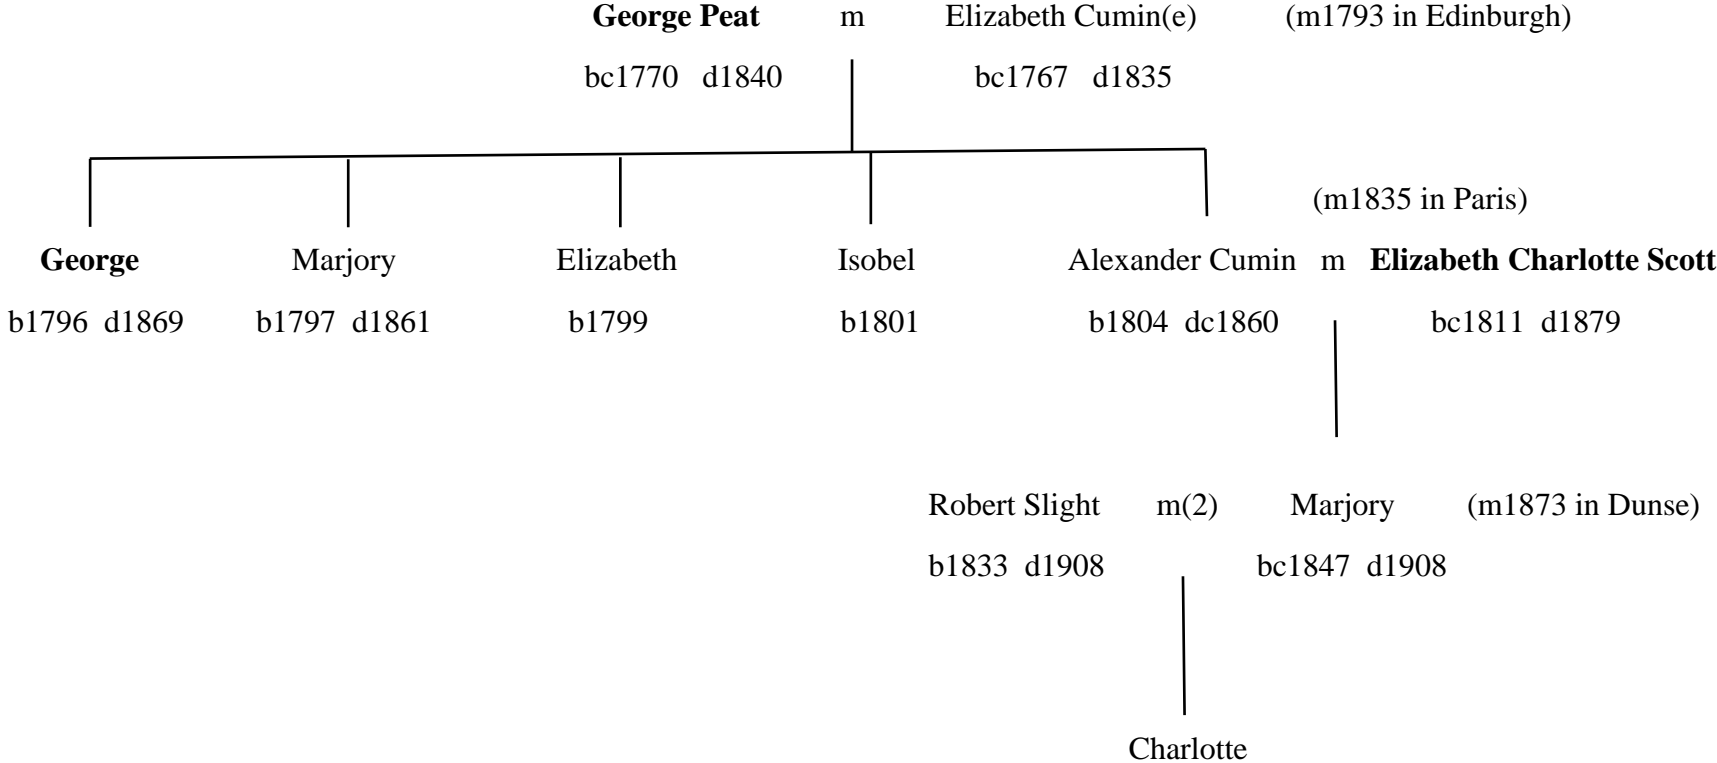 George Peat m Elizabeth Cumin(e) (m1793 in Edinburgh)
bc1770 d1840 bc1767 d1835
(m1835 in Paris)
George Marjory Elizabeth Isobel Alexander Cumin m Elizabeth Charlotte Scott
b1796 d1869 b1797 d1861 b1799 b1801 b1804 dc1860 bc1811 d1879
Robert Slight m(2) Marjory (m1873 in Dunse)
b1833 d1908 bc1847 d1908
Charlotte